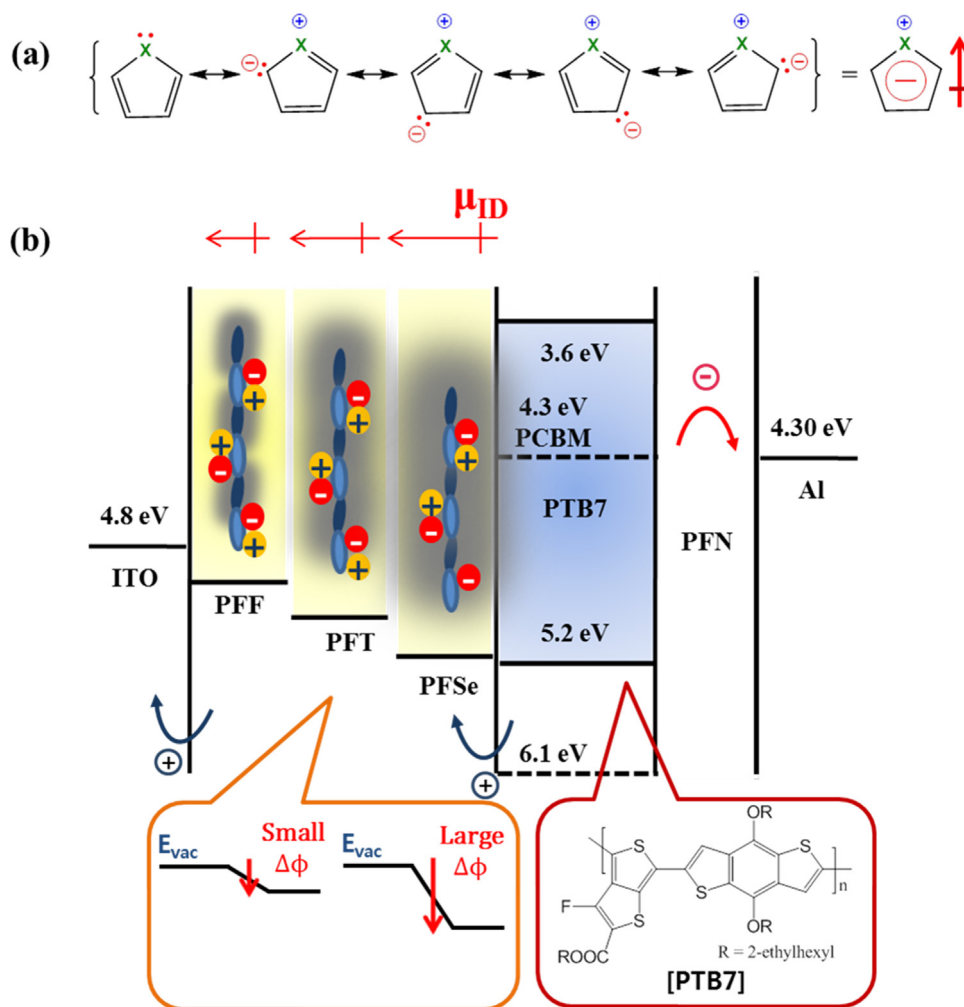 (a)
X
X
X
X
X
X
=
μID
(b)
3.6 eV
4.3 eV
PCBM
4.30 eV
Al
4.8 eV
ITO
PTB7
PFN
PFF
PFT
PFSe
5.2 eV
6.1 eV
Evac
Small
Δϕ
Evac
Large
Δϕ
OR
S
S
n
F
S
S
ROOC
OR
R = 2-ethylhexyl
[PTB7]